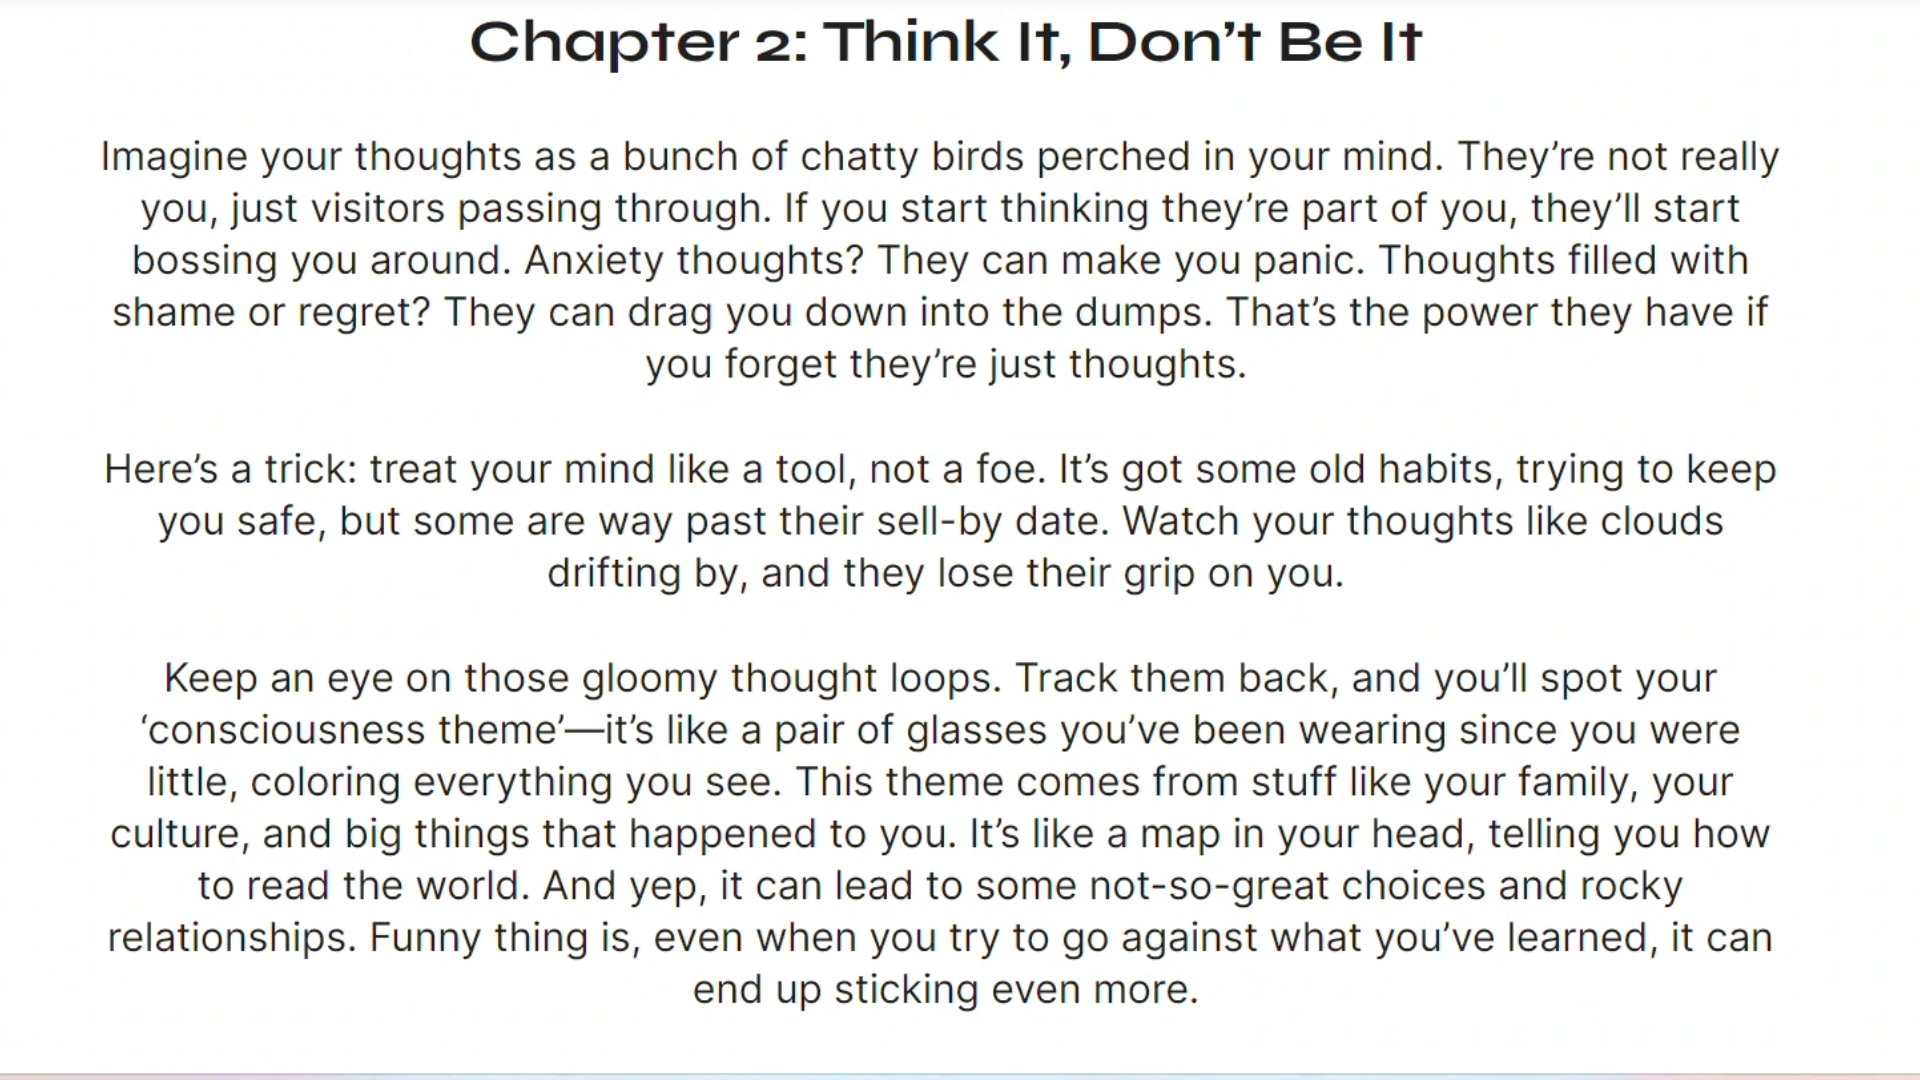 Chapter 2: Think It, Don’t Be It
Imagine your thoughts as a bunch of chatty birds perched in your mind. They’re not really
you, just visitors passing through. If you start thinking they’re part of you, they’ll start
bossing you around. Anxiety thoughts? They can make you panic. Thoughts filled with
shame or regret? They can drag you down into the dumps. That’s the power they have if
you forget they’re just thoughts.
Here’s a trick: treat your mind like a tool, not a foe. It’s got some old habits, trying to keep
you safe, but some are way past their sell-by date. Watch your thoughts like clouds
drifting by, and they lose their grip on you.
Keep an eye on those gloomy thought loops. Track them back, and you’ll spot your
‘consciousness theme’—it’s like a pair of glasses you’ve been wearing since you were
little, coloring everything you see. This theme comes from stuff like your family, your
culture, and big things that happened to you. It’s like a map in your head, telling you how
to read the world. And yep, it can lead to some not-so-great choices and rocky
relationships. Funny thing is, even when you try to go against what you’ve learned, it can
end up sticking even more.